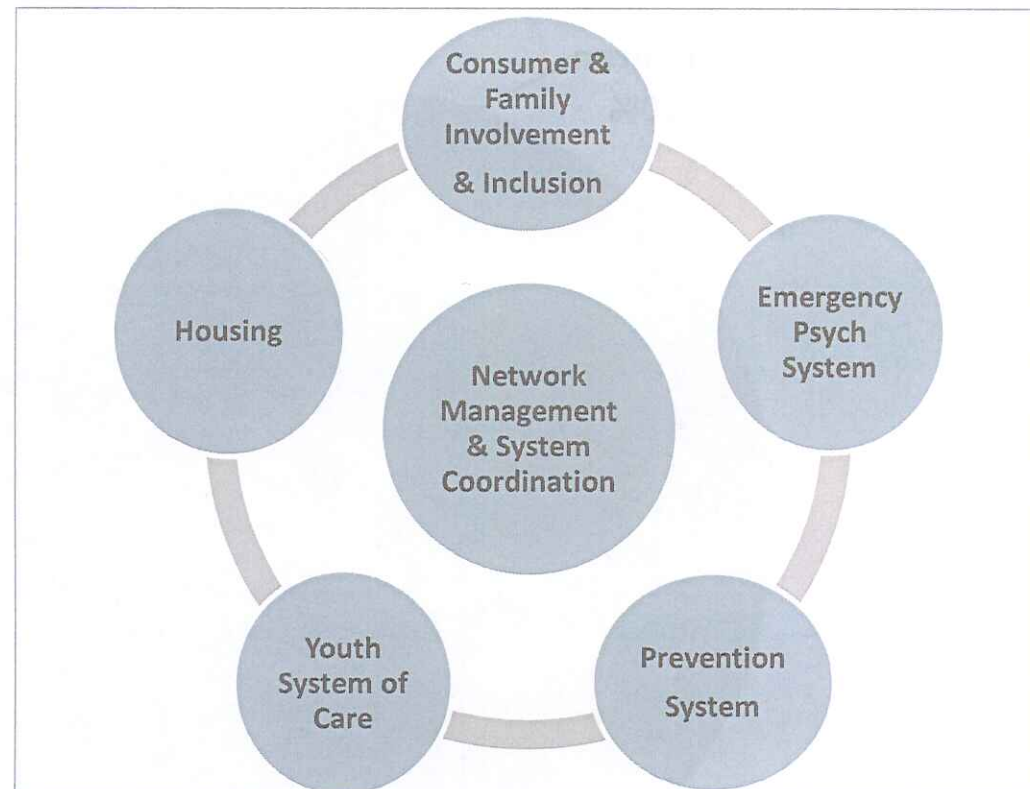 Consumer &
Family
Involvement
& Inclusion
Housing
Emergency
Psych
System
Network
Management
& System
Coordination
Youth
System of
Care
Prevention
System